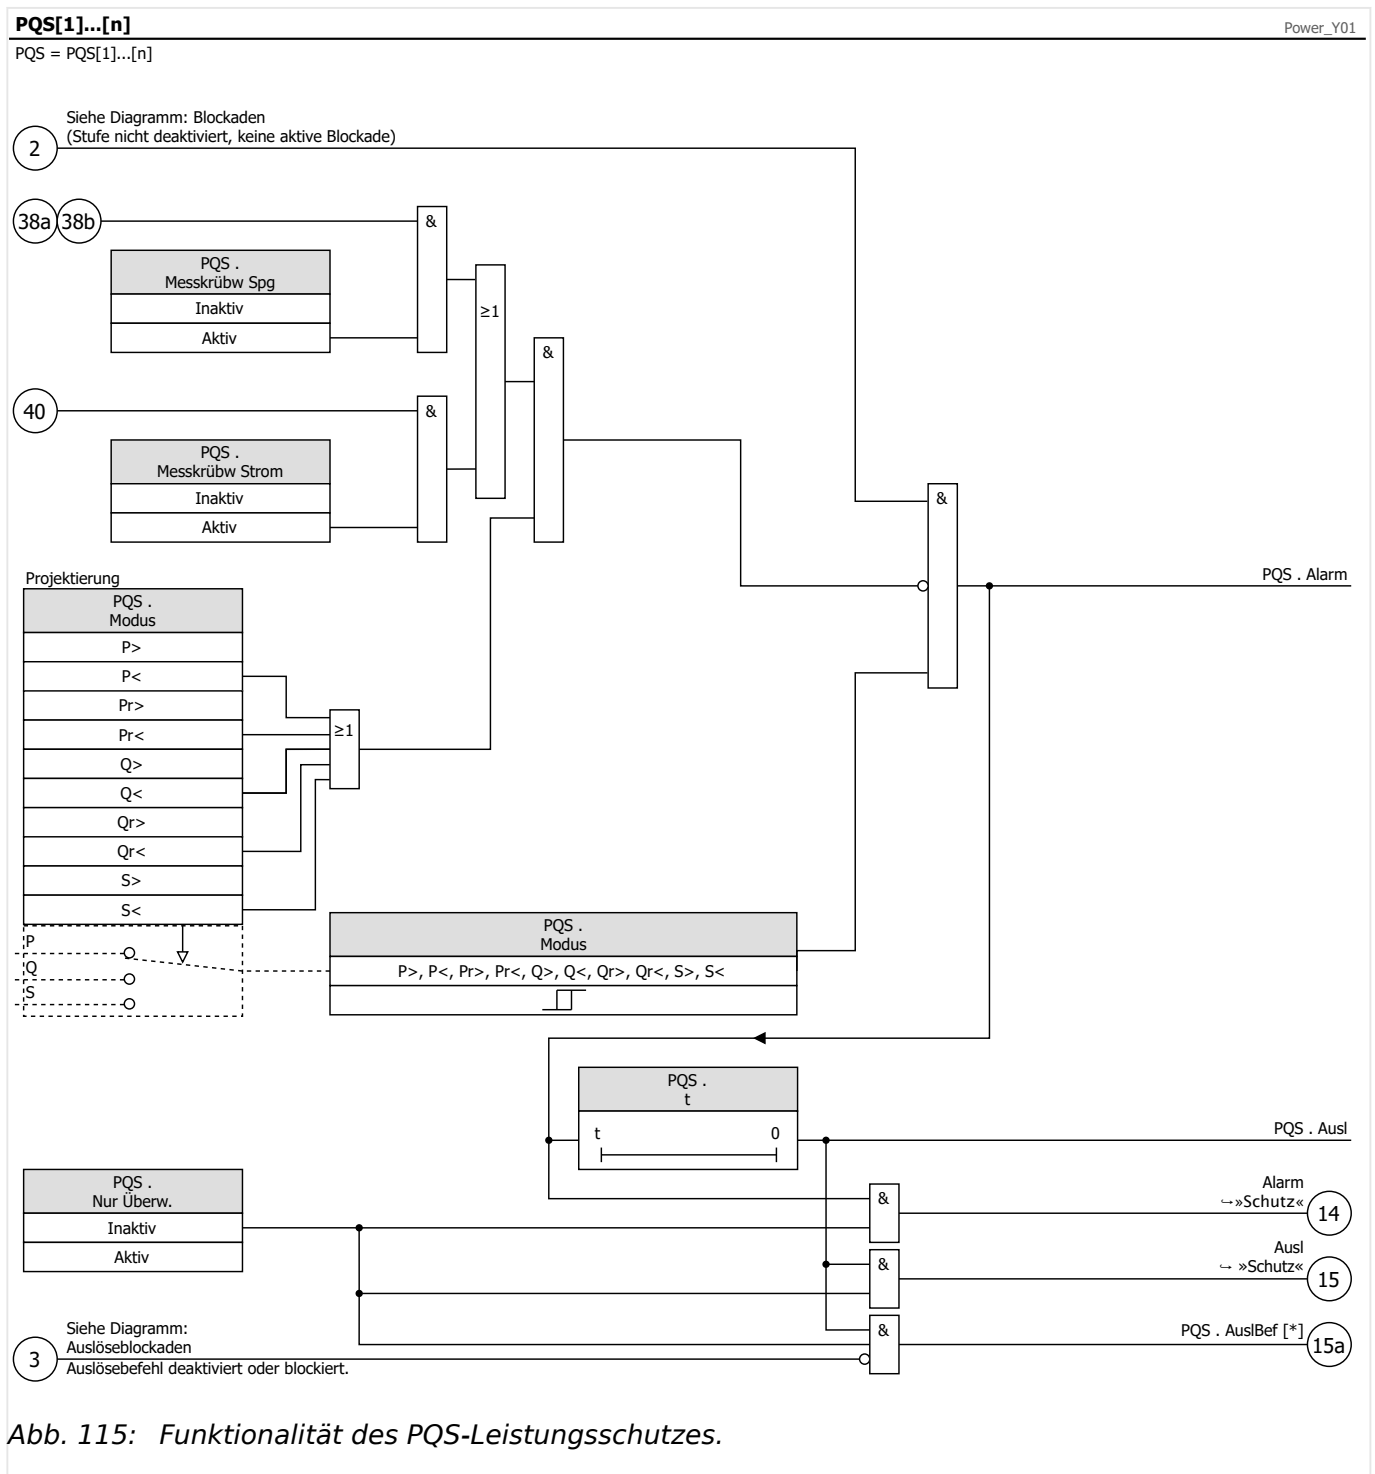 PQS[1]...[n]
Power_Y01
PQS = PQS[1]...[n]
Siehe Diagramm: Blockaden
(Stufe nicht deaktiviert, keine aktive Blockade)
2
38a 38b
&
PQS .
Messkrübw Spg
Inaktiv
Aktiv
≥1
&
40
&
PQS .
Messkrübw Strom
Inaktiv
Aktiv
&
PQS . Alarm
Projektierung
PQS .
Modus
P>
P<
Pr>
Pr<
≥1
Q>
Q<
Qr>
Qr<
S>
S<
P
Q
S
PQS .
Modus
P>, P<, Pr>, Pr<, Q>, Q<, Qr>, Qr<, S>, S<
PQS .
t
t 0
PQS . Ausl
PQS .
Nur Überw.
Inaktiv
Aktiv
&
Alarm
↪»Schutz«
14
&
Ausl
↪ »Schutz«
15
&
PQS . AuslBef [*]
15a
Siehe Diagramm:
Auslöseblockaden
3
Auslösebefehl deaktiviert oder blockiert.
Abb. 115: Funktionalität des PQS-Leistungsschutzes.